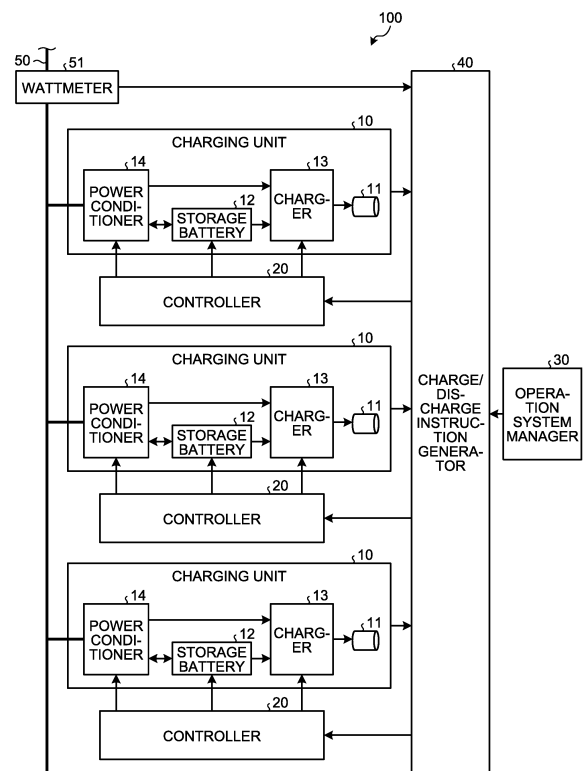 100
50
51
WATTMETER
40
10
CHARGING UNIT
14
POWER
CONDI-
TIONER
12
STORAGE
BATTERY
13
CHARG-
ER
11
20
CONTROLLER
10
CHARGING UNIT
14
POWER
CONDI-
TIONER
12
STORAGE
BATTERY
13
CHARG-
ER
11
20
CONTROLLER
CHARGE/
DIS-
CHARGE
INSTRUC-
TION
GENERA-
TOR
30
OPERA-
TION
SYSTEM
MANAGER
10
CHARGING UNIT
14
POWER
CONDI-
TIONER
12
STORAGE
BATTERY
13
CHARG-
ER
11
20
CONTROLLER